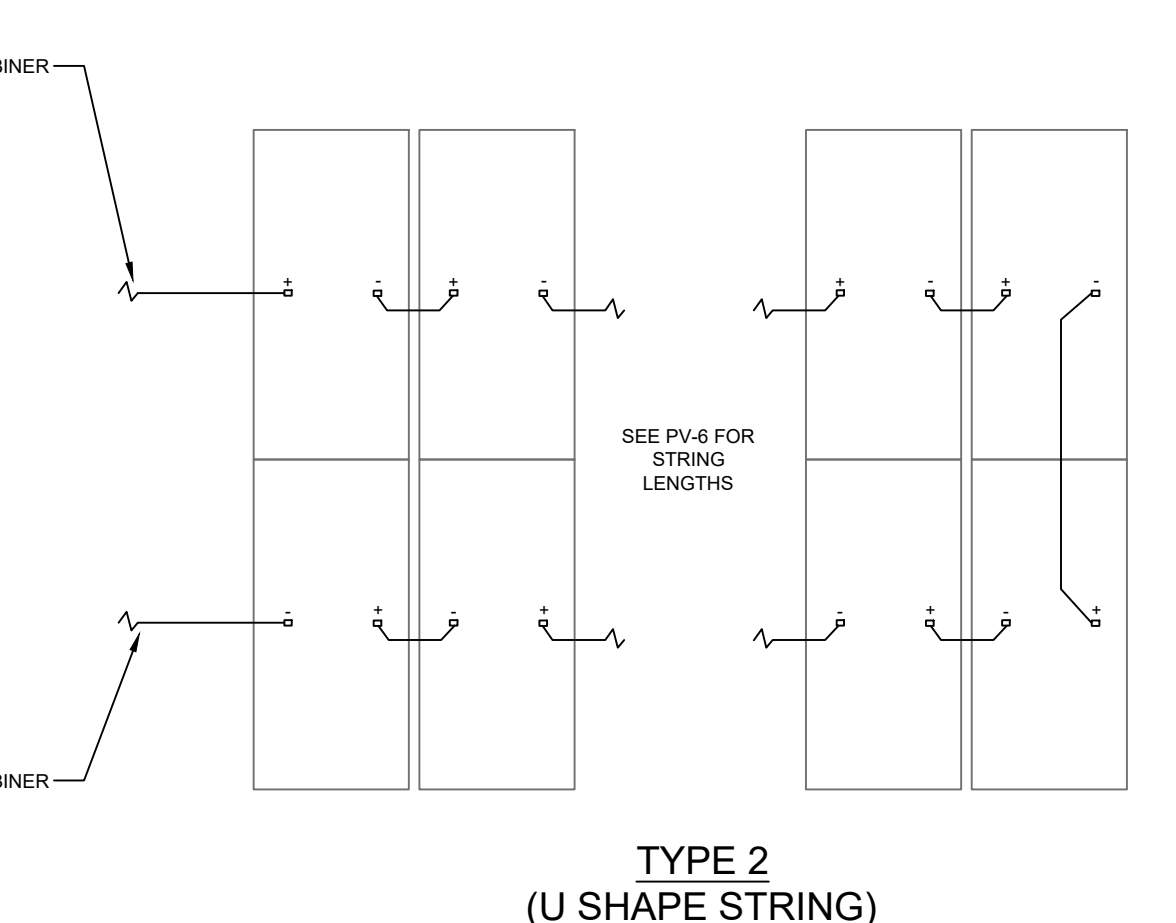 BINER
+ - + - + - + -
SEE PV-6 FOR
STRING
LENGTHS
- + - + - + - +
BINER
TYPE 2
(U SHAPE STRING)